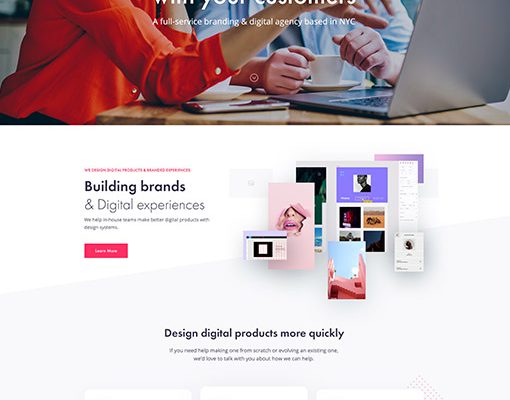 with your customers
A full-service branding & digital agency based in NYC
WE DESIGN DIGITAL PRODUCTS & BRANDED EXPERIENCES
Building brands
& Digital experiences
We help in-house teams make better digital products with
design systems.
Learn More
Design digital products more quickly
If you need help making one from scratch or evolving an existing one,
we'd love to talk with you about how we can help.